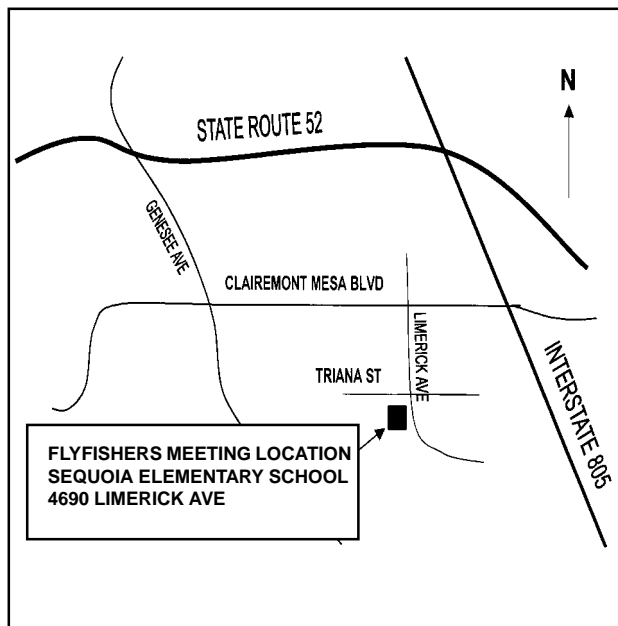 N
STATE ROUTE 52
GENESEE AVE
CLAIREMONT MESA BLVD
LIMERICK AVE
TRIANA ST
INTERSTATE 805
FLYFISHERS MEETING LOCATION
SEQUOIA ELEMENTARY SCHOOL
4690 LIMERICK AVE